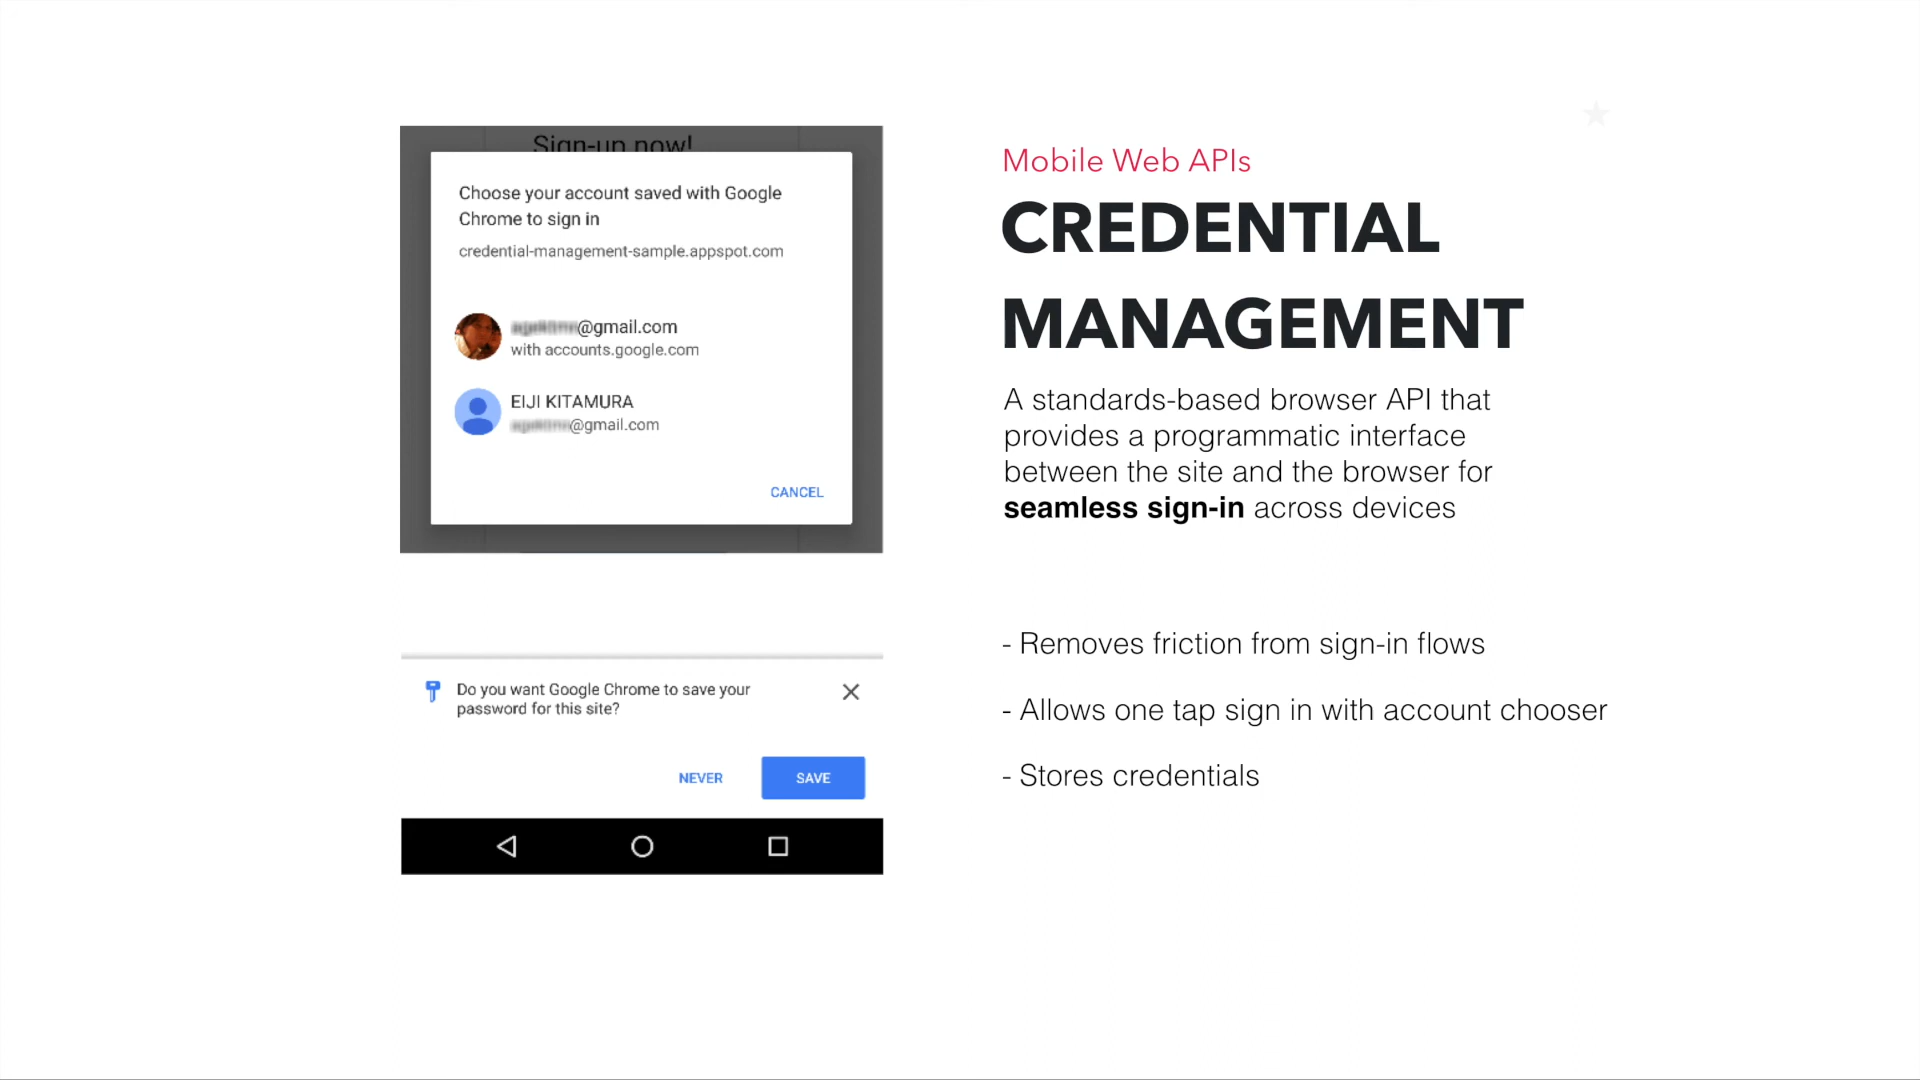 Sign-up now!
Choose your account saved with Google
Chrome to sign in
credential-management-sample.appspot.com
@gmail.com
with accounts.google.com
EIJI KITAMURA
@gmail.com
CANCEL
Do you want Google Chrome to save your
password for this site?
NEVER
SAVE
Mobile Web APIs
CREDENTIAL
MANAGEMENT
A standards-based browser API that
provides a programmatic interface
between the site and the browser for
seamless sign-in across devices
- Removes friction from sign-in flows
- Allows one tap sign in with account chooser
- Stores credentials